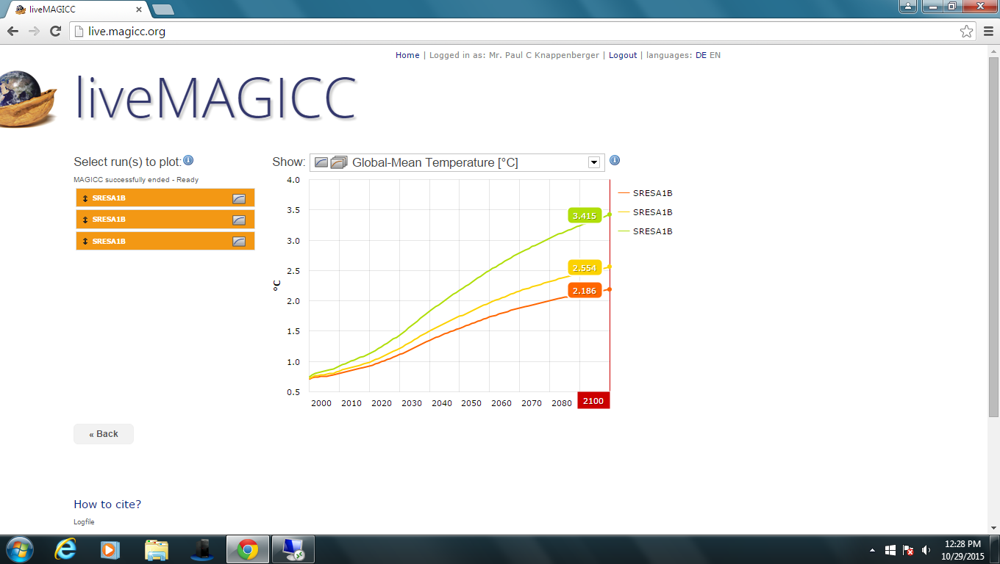 liveMAGICC
live.magicc.org
Home | Logged in as: Mr. Paul C Knappenberger | Logout | languages: DE EN
liveMAGICC
Select run(s) to plot:
MAGICC successfully ended - Ready
SRESA1B
SRESA1B
SRESA1B
Show: Global-Mean Temperature [°C]
4.0
3.5
3.0
2.5
2.0
1.5
1.0
0.5
°C
3.415
2.554
2.186
2000 2010 2020 2030 2040 2050 2060 2070 2080 2100
SRESA1B
SRESA1B
SRESA1B
« Back
How to cite?
Logfile
12:28 PM
10/29/2015